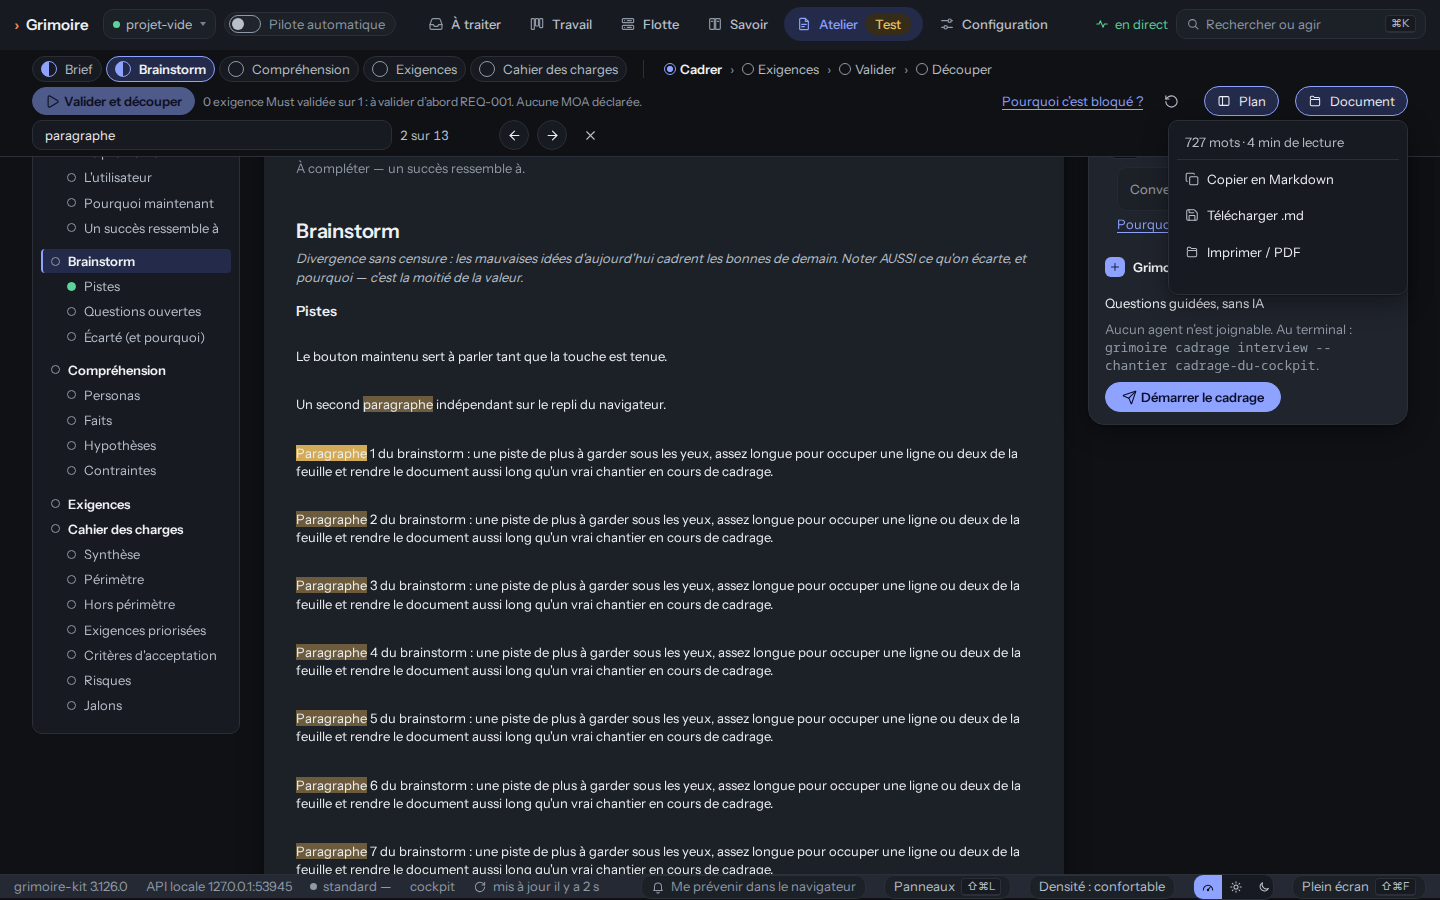 › Grimoire projet-vide Pilote automatique À traiter Travail Flotte Savoir Atelier Test Configuration en direct Rechercher ou agir ⌘K
Brief Brainstorm Compréhension Exigences Cahier des charges Cadrer › Exigences › Valider › Découper
Valider et découper 0 exigence Must validée sur 1 : à valider d'abord REQ-001. Aucune MOA déclarée. Pourquoi c'est bloqué ? Plan Document
paragraphe 2 sur 13
727 mots · 4 min de lecture
Copier en Markdown
Télécharger .md
Imprimer / PDF
L'utilisateur
Pourquoi maintenant
Un succès ressemble à
Brainstorm
Pistes
Questions ouvertes
Écarté (et pourquoi)
Compréhension
Personas
Faits
Hypothèses
Contraintes
Exigences
Cahier des charges
Synthèse
Périmètre
Hors périmètre
Exigences priorisées
Critères d'acceptation
Risques
Jalons
À compléter — un succès ressemble à.
Brainstorm
Divergence sans censure : les mauvaises idées d'aujourd'hui cadrent les bonnes de demain. Noter AUSSI ce qu'on écarte, et
pourquoi — c'est la moitié de la valeur.
Pistes
Le bouton maintenu sert à parler tant que la touche est tenue.
Un second paragraphe indépendant sur le repli du navigateur.
Paragraphe 1 du brainstorm : une piste de plus à garder sous les yeux, assez longue pour occuper une ligne ou deux de la
feuille et rendre le document aussi long qu'un vrai chantier en cours de cadrage.
Paragraphe 2 du brainstorm : une piste de plus à garder sous les yeux, assez longue pour occuper une ligne ou deux de la
feuille et rendre le document aussi long qu'un vrai chantier en cours de cadrage.
Paragraphe 3 du brainstorm : une piste de plus à garder sous les yeux, assez longue pour occuper une ligne ou deux de la
feuille et rendre le document aussi long qu'un vrai chantier en cours de cadrage.
Paragraphe 4 du brainstorm : une piste de plus à garder sous les yeux, assez longue pour occuper une ligne ou deux de la
feuille et rendre le document aussi long qu'un vrai chantier en cours de cadrage.
Paragraphe 5 du brainstorm : une piste de plus à garder sous les yeux, assez longue pour occuper une ligne ou deux de la
feuille et rendre le document aussi long qu'un vrai chantier en cours de cadrage.
Paragraphe 6 du brainstorm : une piste de plus à garder sous les yeux, assez longue pour occuper une ligne ou deux de la
feuille et rendre le document aussi long qu'un vrai chantier en cours de cadrage.
Paragraphe 7 du brainstorm : une piste de plus à garder sous les yeux, assez longue pour occuper une ligne ou deux de la
feuille et rendre le document aussi long qu'un vrai chantier en cours de cadrage.
Conve
Pourquo
Grimo
Questions guidées, sans IA
Aucun agent n'est joignable. Au terminal :
grimoire cadrage interview --
chantier cadrage-du-cockpit.
Démarrer le cadrage
grimoire-kit 3.126.0 API locale 127.0.0.1:53945 standard — cockpit mis à jour il y a 2 s Me prévenir dans le navigateur Panneaux ⇧⌘L Densité : confortable Plein écran ⇧⌘F